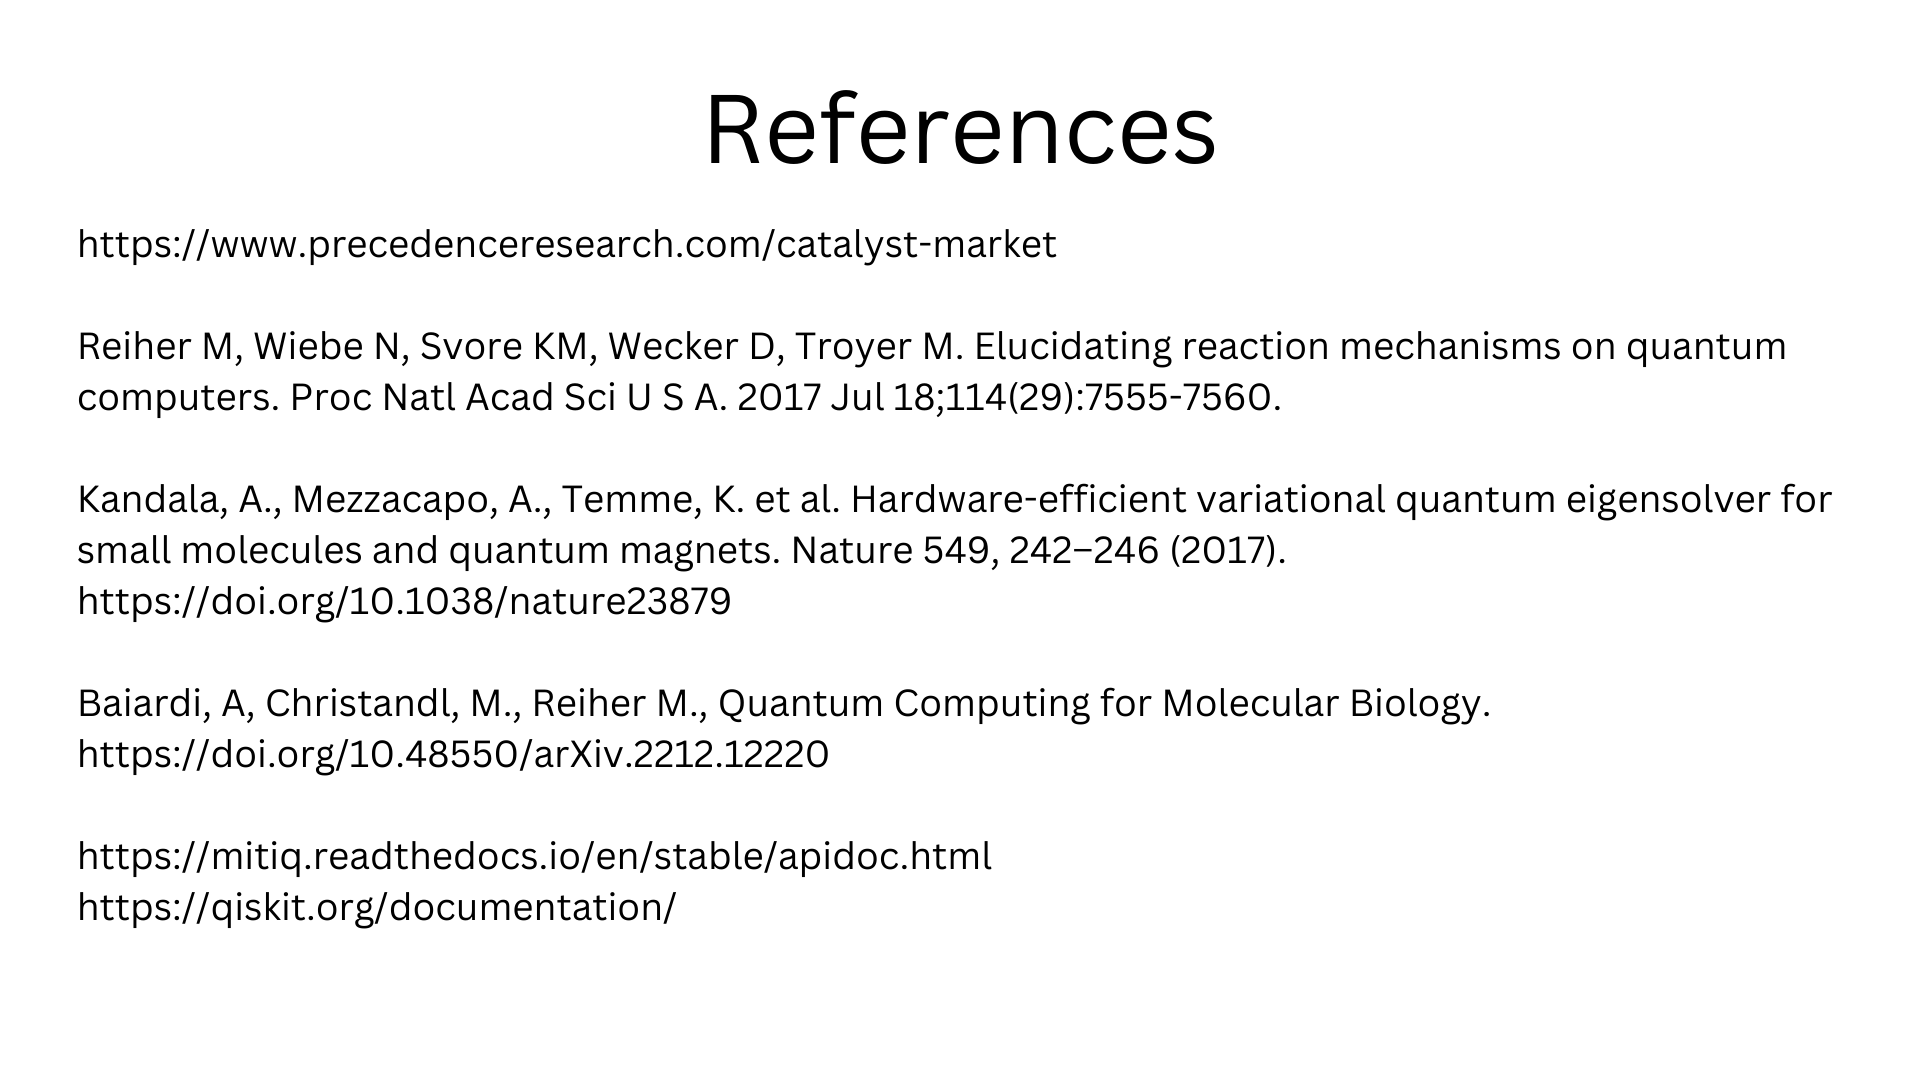 References
https://www.precedenceresearch.com/catalyst-market
Reiher M, Wiebe N, Svore KM, Wecker D, Troyer M. Elucidating reaction mechanisms on quantum
computers. Proc Natl Acad Sci U S A. 2017 Jul 18;114(29):7555-7560.
Kandala, A., Mezzacapo, A., Temme, K. et al. Hardware-efficient variational quantum eigensolver for
small molecules and quantum magnets. Nature 549, 242–246 (2017).
https://doi.org/10.1038/nature23879
Baiardi, A, Christandl, M., Reiher M., Quantum Computing for Molecular Biology.
https://doi.org/10.48550/arXiv.2212.12220
https://mitiq.readthedocs.io/en/stable/apidoc.html
https://qiskit.org/documentation/